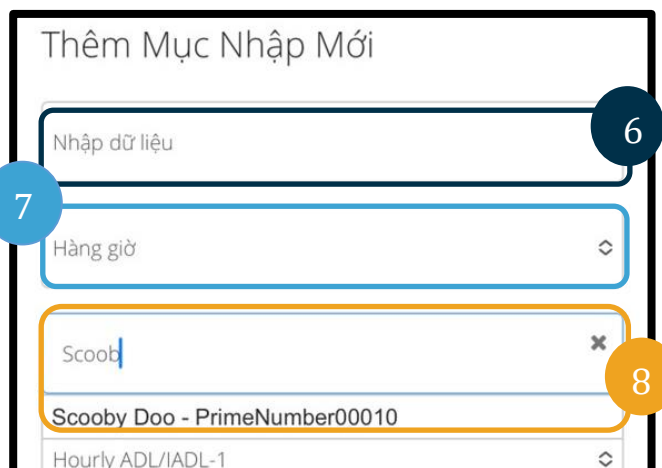 Thêm Mục Nhập Mới
6
Nhập dữ liệu
7
Hàng giờ
Scoob
8
Scooby Doo - PrimeNumber00010
Hourly ADL/IADL-1